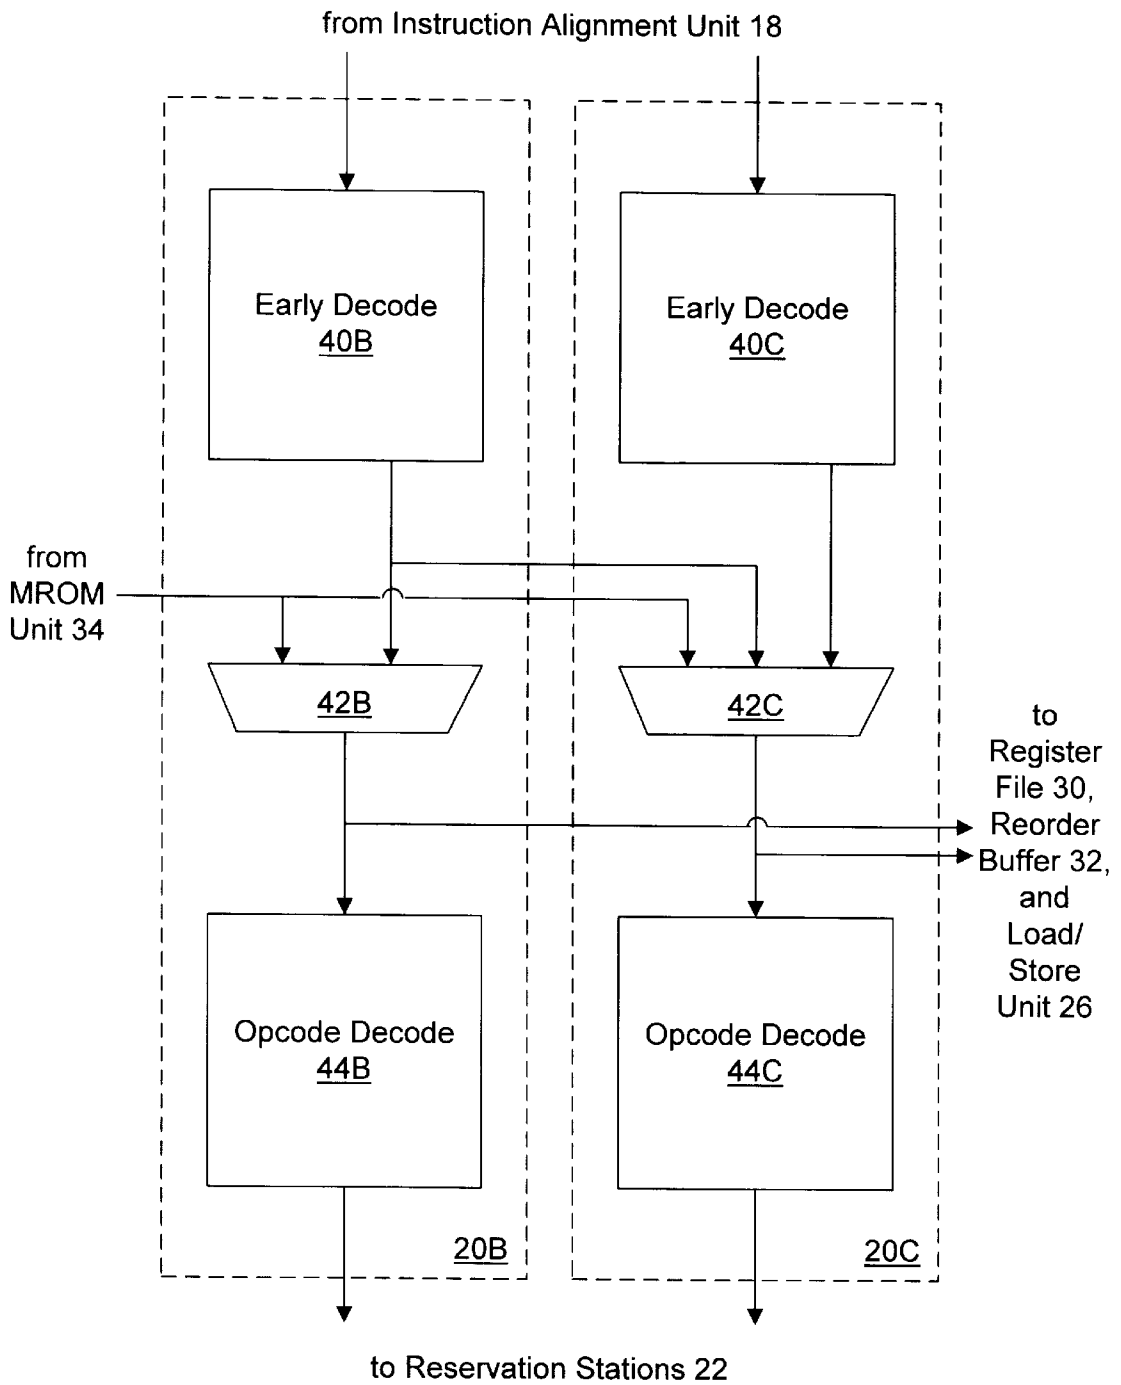 from Instruction Alignment Unit 18
Early Decode
40B
Early Decode
40C
from
MROM
Unit 34
42B
42C
to
Register
File 30,
Reorder
Buffer 32,
and
Load/
Store
Unit 26
Opcode Decode
44B
Opcode Decode
44C
20B
20C
to Reservation Stations 22